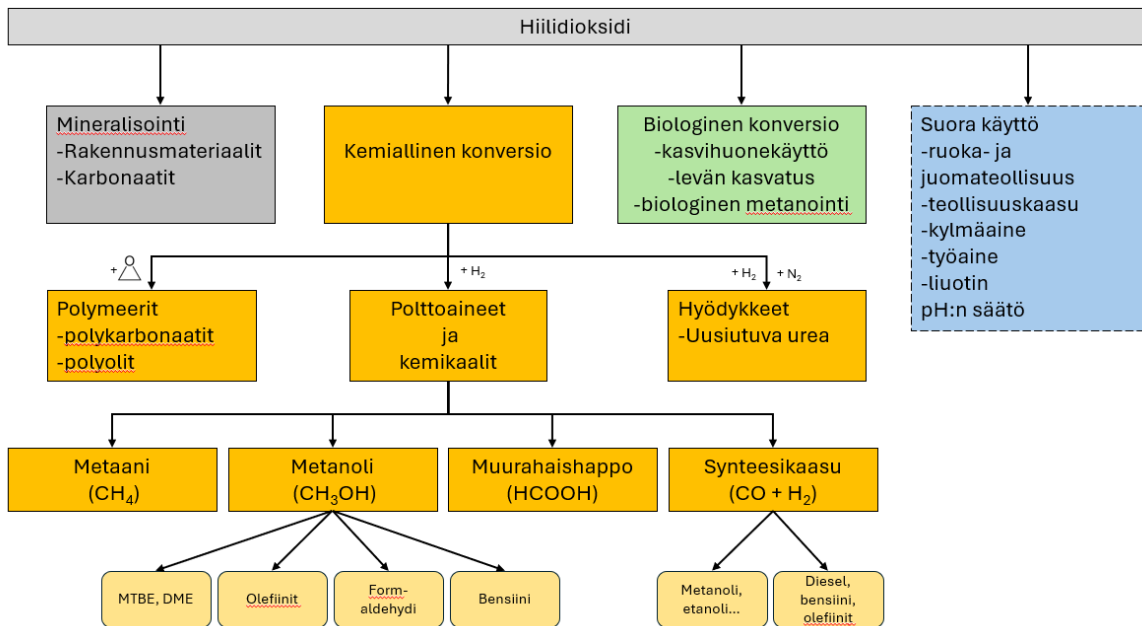 Hiilidioksidi
Mineralisointi
-Rakennusmateriaalit
-Karbonaatit
Kemiallinen konversio
Biologinen konversio
-kasvihuonekäyttö
-levän kasvatus
-biologinen metanointi
Suora käyttö
-ruoka- ja
juomateollisuus
-teollisuuskaasu
-kylmäaine
-työaine
-liuotin
pH:n säätö
+ O
+ H₂
+ H₂ + N₂
Polymeerit
-polykarbonaatit
-polyolit
Polttoaineet
ja
kemikaalit
Hyödykkeet
-Uusiutuva urea
Metaani
(CH₄)
Metanoli
(CH₃OH)
Muurahaishappo
(HCOOH)
Synteesikaasu
(CO + H₂)
MTBE, DME
Olefiinit
Form-
aldehydi
Bensiini
Metanoli,
etanoli...
Diesel,
bensiini,
olefiinit